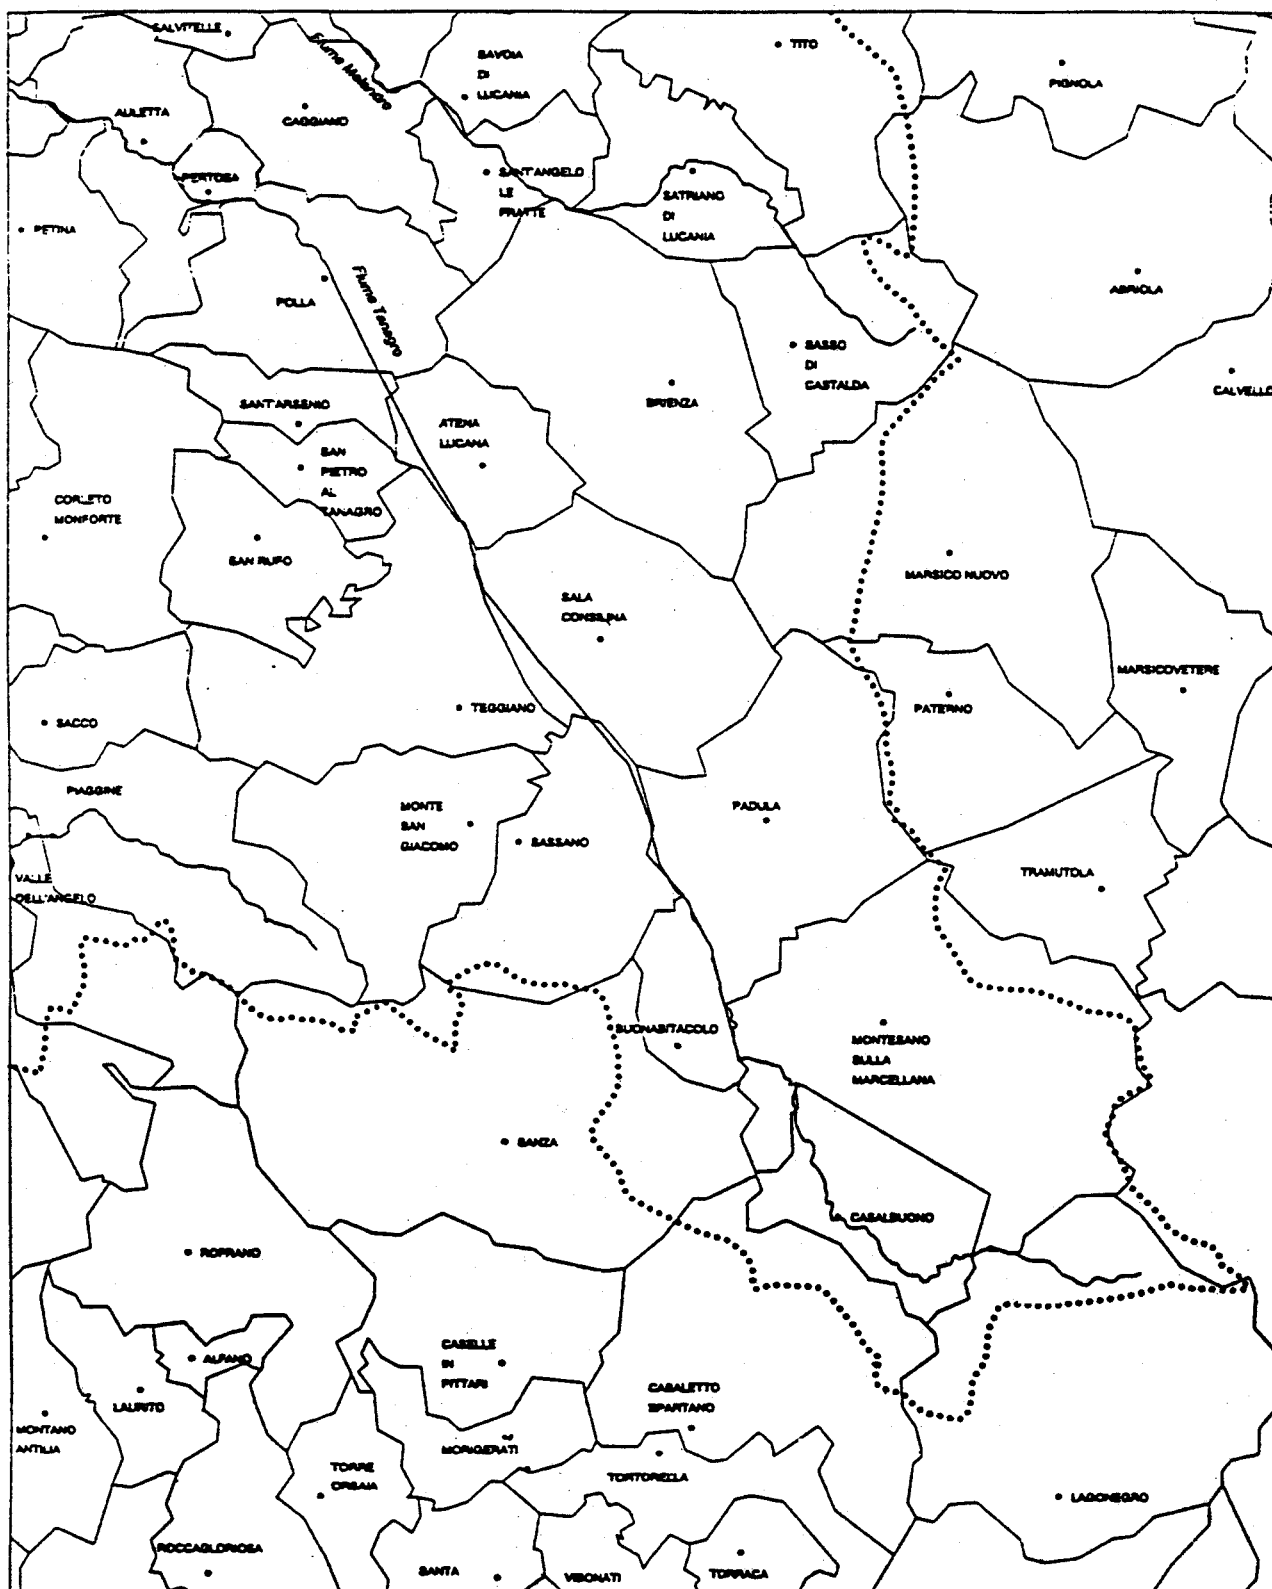 SALVITELLE
Fiume Melandro
SAVOIA
DI
LUCANIA
TITO
PIGNOLA
AULETTA
CAGGIANO
PERTOSA
SANT'ANGELO
LE
FRATTE
SATRIANO
DI
LUCANIA
PETINA
POLLA
Fiume Tanagro
ABRIOLA
SASSO
DI
CASTALDA
CALVELLO
BRIENZA
SANT'ARSENIO
ATENA
LUCANA
SAN
PIETRO
AL
TANAGRO
CORLETO
MONFORTE
SAN RUFO
MARSICO NUOVO
SALA
CONSILINA
MARSICOVETERE
SACCO
TEGGIANO
PATERNO
PIAGGINE
MONTE
SAN
GIACOMO
SASSANO
PADULA
VALLE
DELL'ANGELO
TRAMUTOLA
BUONABITACOLO
MONTESANO
SULLA
MARCELLANA
SANZA
CASALBUONO
ROFRANO
ALFANO
CASELLE
IN
PITTARI
LAURITO
CASALETTO
SPARTANO
MONTANO
ANTILIA
MORIGERATI
TORRE
ORSAIA
TORTORELLA
LAGONEGRO
ROCCAGLORIOSA
SANTA
VIBONATI
TORRACA